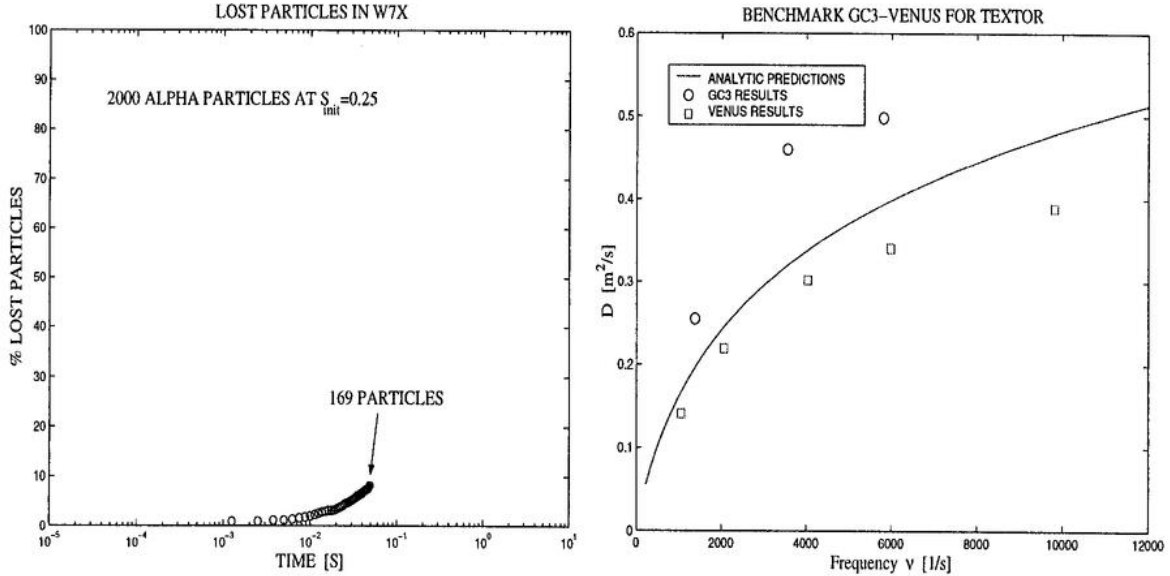 LOST PARTICLES IN W7X
100
90
80
70
60
50
40
30
20
10
0
% LOST PARTICLES
2000 ALPHA PARTICLES AT S_init=0.25
169 PARTICLES
10^-5
10^-4
10^-3
10^-2
10^-1
10^0
10^1
TIME [S]
BENCHMARK GC3-VENUS FOR TEXTOR
0.6
0.5
0.4
0.3
0.2
0.1
0
D [m²/s]
ANALYTIC PREDICTIONS
GC3 RESULTS
VENUS RESULTS
0
2000
4000
6000
8000
10000
12000
Frequency ν [1/s]